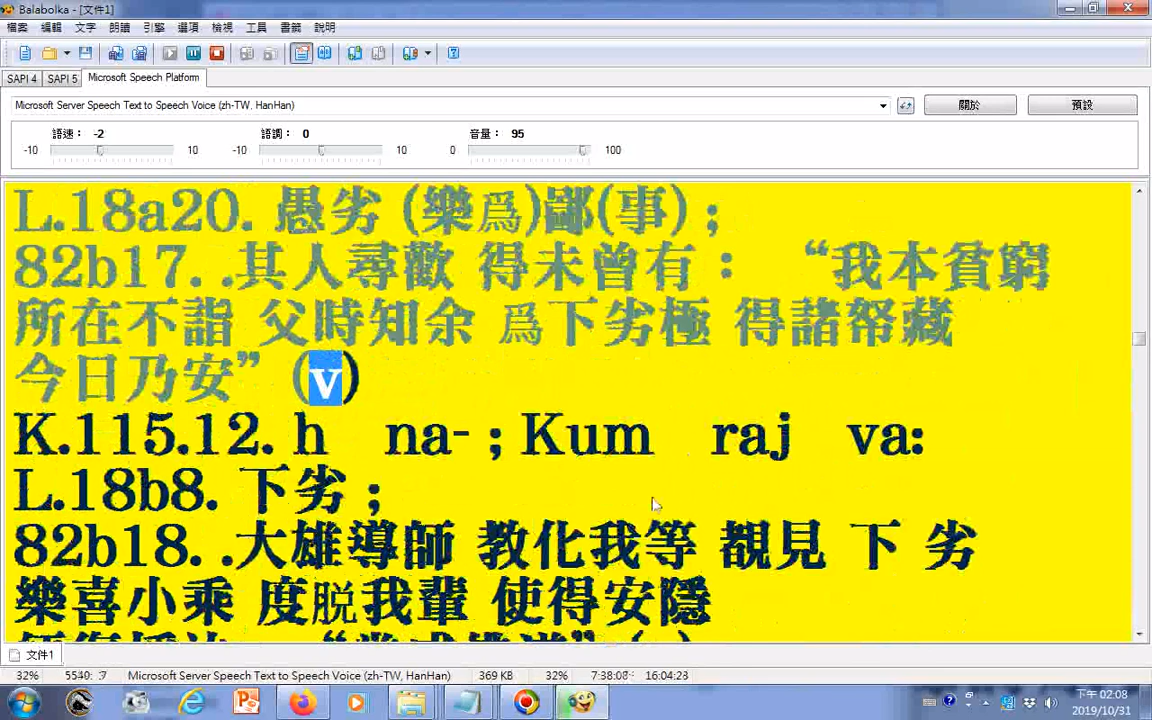 Balabolka - [文件1]
檔案 編輯 文字 朗讀 引擎 選項 檢視 工具 書籤 說明
SAPI 4 SAPI 5 Microsoft Speech Platform
Microsoft Server Speech Text to Speech Voice (zh-TW, HanHan) 關於 預設
語速： -2 語調： 0 音量： 95
-10 10 -10 10 0 100
L.18a20. 愚劣 (樂爲)鄙(事) ;
82b17. .其人尋歡 得未曾有： “我本貧窮
所在不詣 父時知余 爲下劣極 得諸帑藏
今日乃安” (v)
K.115.12. h na- ; Kum raj va:
L.18b8. 下劣 ;
82b18. .大雄導師 教化我等 覩見 下 劣
樂喜小乘 度脱我輩 使得安隱
文件1
32% Microsoft Server Speech Text to Speech Voice (zh-TW, HanHan) 369 KB 32% 16:04:23
下午 02:08
2019/10/31